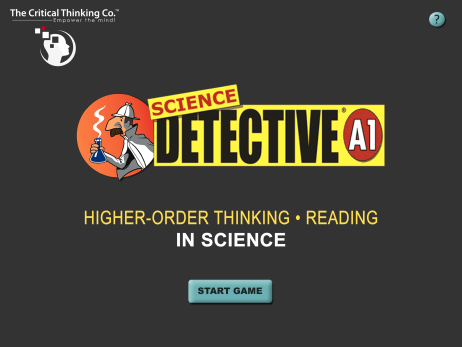 The Critical Thinking Co.™
Empower the mind!
?
SCIENCE
DETECTIVE® A1
HIGHER-ORDER THINKING • READING
IN SCIENCE
START GAME